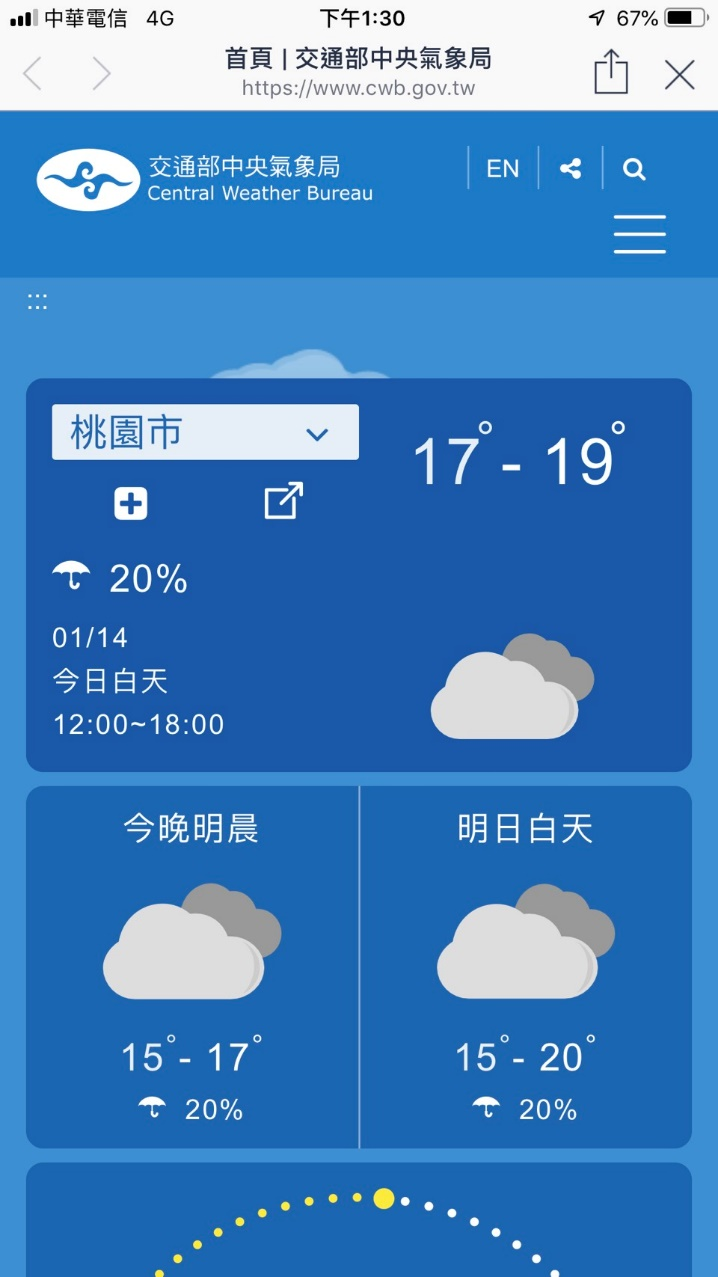 中華電信 4G 下午1:30 67%
首頁 | 交通部中央氣象局
https://www.cwb.gov.tw
交通部中央氣象局
Central Weather Bureau
EN
:::
桃園市
17°- 19°
20%
01/14
今日白天
12:00~18:00
今晚明晨
15°- 17°
20%
明日白天
15°- 20°
20%